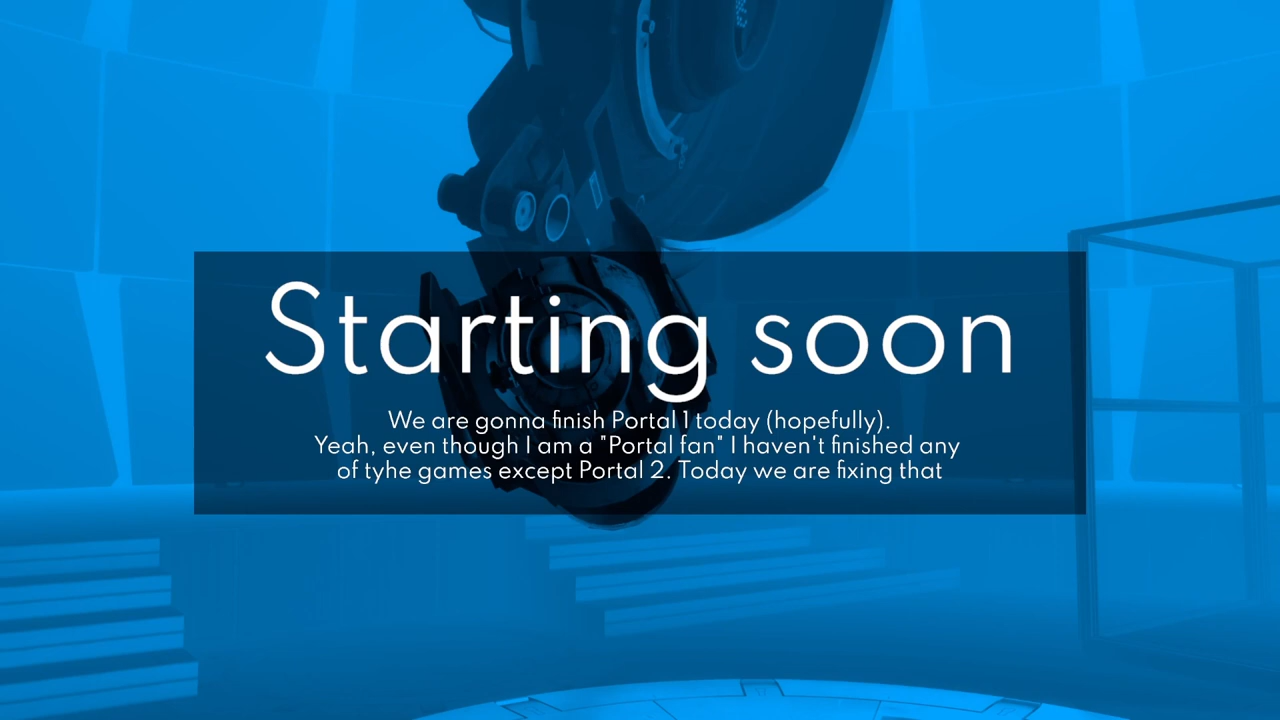 Starting soon
We are gonna finish Portal 1 today (hopefully).
Yeah, even though I am a "Portal fan" I haven't finished any
of tyhe games except Portal 2. Today we are fixing that